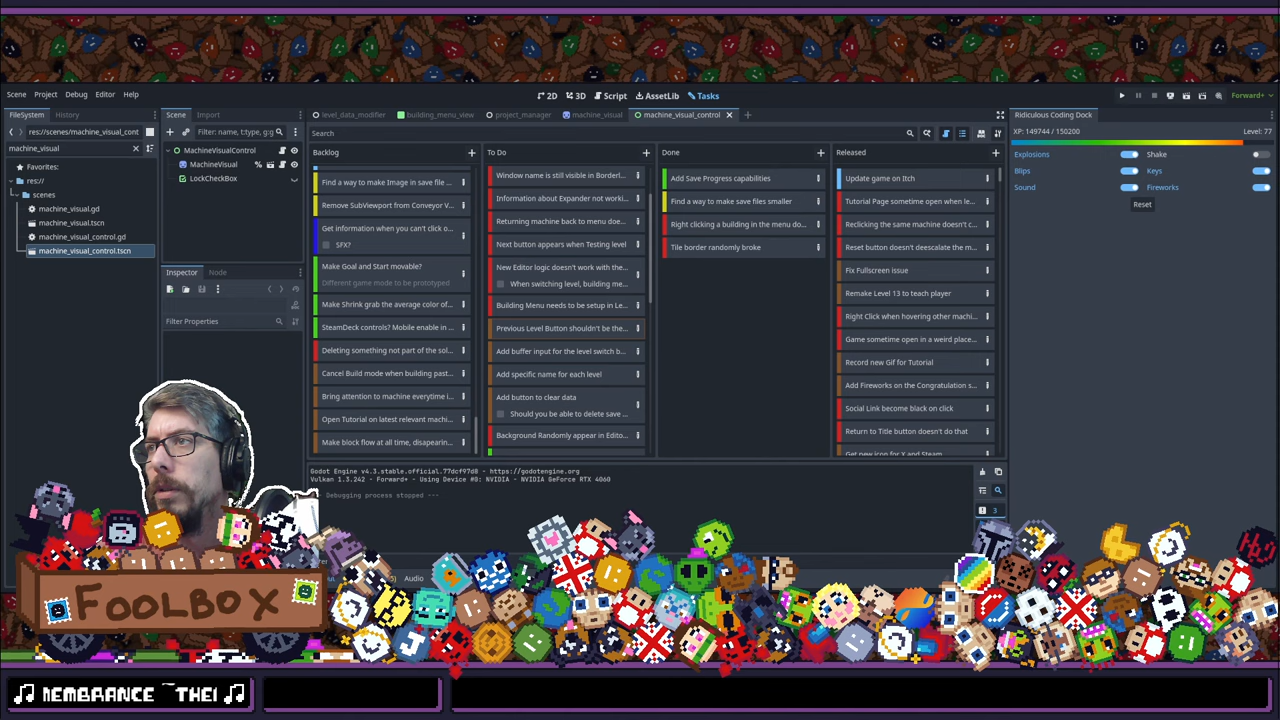 Scene Project Debug Editor Help
2D 3D Script AssetLib Tasks
Forward+
FileSystem History
res://scenes/machine_visual_cont
machine_visual
Favorites:
res://
scenes
machine_visual.gd
machine_visual.tscn
machine_visual_control.gd
machine_visual_control.tscn
Scene Import
Filter: name, t:type, g:g
MachineVisualControl
MachineVisual
LockCheckBox
Inspector Node
Filter Properties
level_data_modifier building_menu_view project_manager machine_visual machine_visual_control
Search
Backlog
Find a way to make Image in save file ...
Remove SubViewport from Conveyor V...
Get information when you can't click o...
SFX?
Make Goal and Start movable?
Different game mode to be prototyped
Make Shrink grab the average color of...
SteamDeck controls? Mobile enable in ...
Deleting something not part of the sol...
Cancel Build mode when building past...
Bring attention to machine everytime i...
Open Tutorial on latest relevant machi...
Make block flow at all time, disapearin...
To Do
Window name is still visible in Borderl...
Information about Expander not worki...
Returning machine back to menu doe...
Next button appears when Testing level
New Editor logic doesn't work with the...
When switching level, building me...
Building Menu needs to be setup in Le...
Previous Level Button shouldn't be the...
Add buffer input for the level switch b...
Add specific name for each level
Add button to clear data
Should you be able to delete save ...
Background Randomly appear in Edito...
Done
Add Save Progress capabilities
Find a way to make save files smaller
Right clicking a building in the menu do...
Tile border randomly broke
Released
Update game on Itch
Tutorial Page sometime open when le...
Reclicking the same machine doesn't c...
Reset button doesn't deescalate the m...
Fix Fullscreen issue
Remake Level 13 to teach player
Right Click when hovering other machi...
Game sometime open in a weird place...
Record new Gif for Tutorial
Add Fireworks on the Congratulation s...
Social Link become black on click
Return to Title button doesn't do that
Get new icon for X and Steam
Ridiculous Coding Dock
XP: 149744 / 150200 Level: 77
Explosions Shake
Blips Keys
Sound Fireworks
Reset
Godot Engine v4.3.stable.official.77dcf97d8 - https://godotengine.org
Vulkan 1.3.242 - Forward+ - Using Device #0: NVIDIA - NVIDIA GeForce RTX 4060
--- Debugging process stopped ---
3
Audio
FOOLBOX
MEMBRANCE ~THE